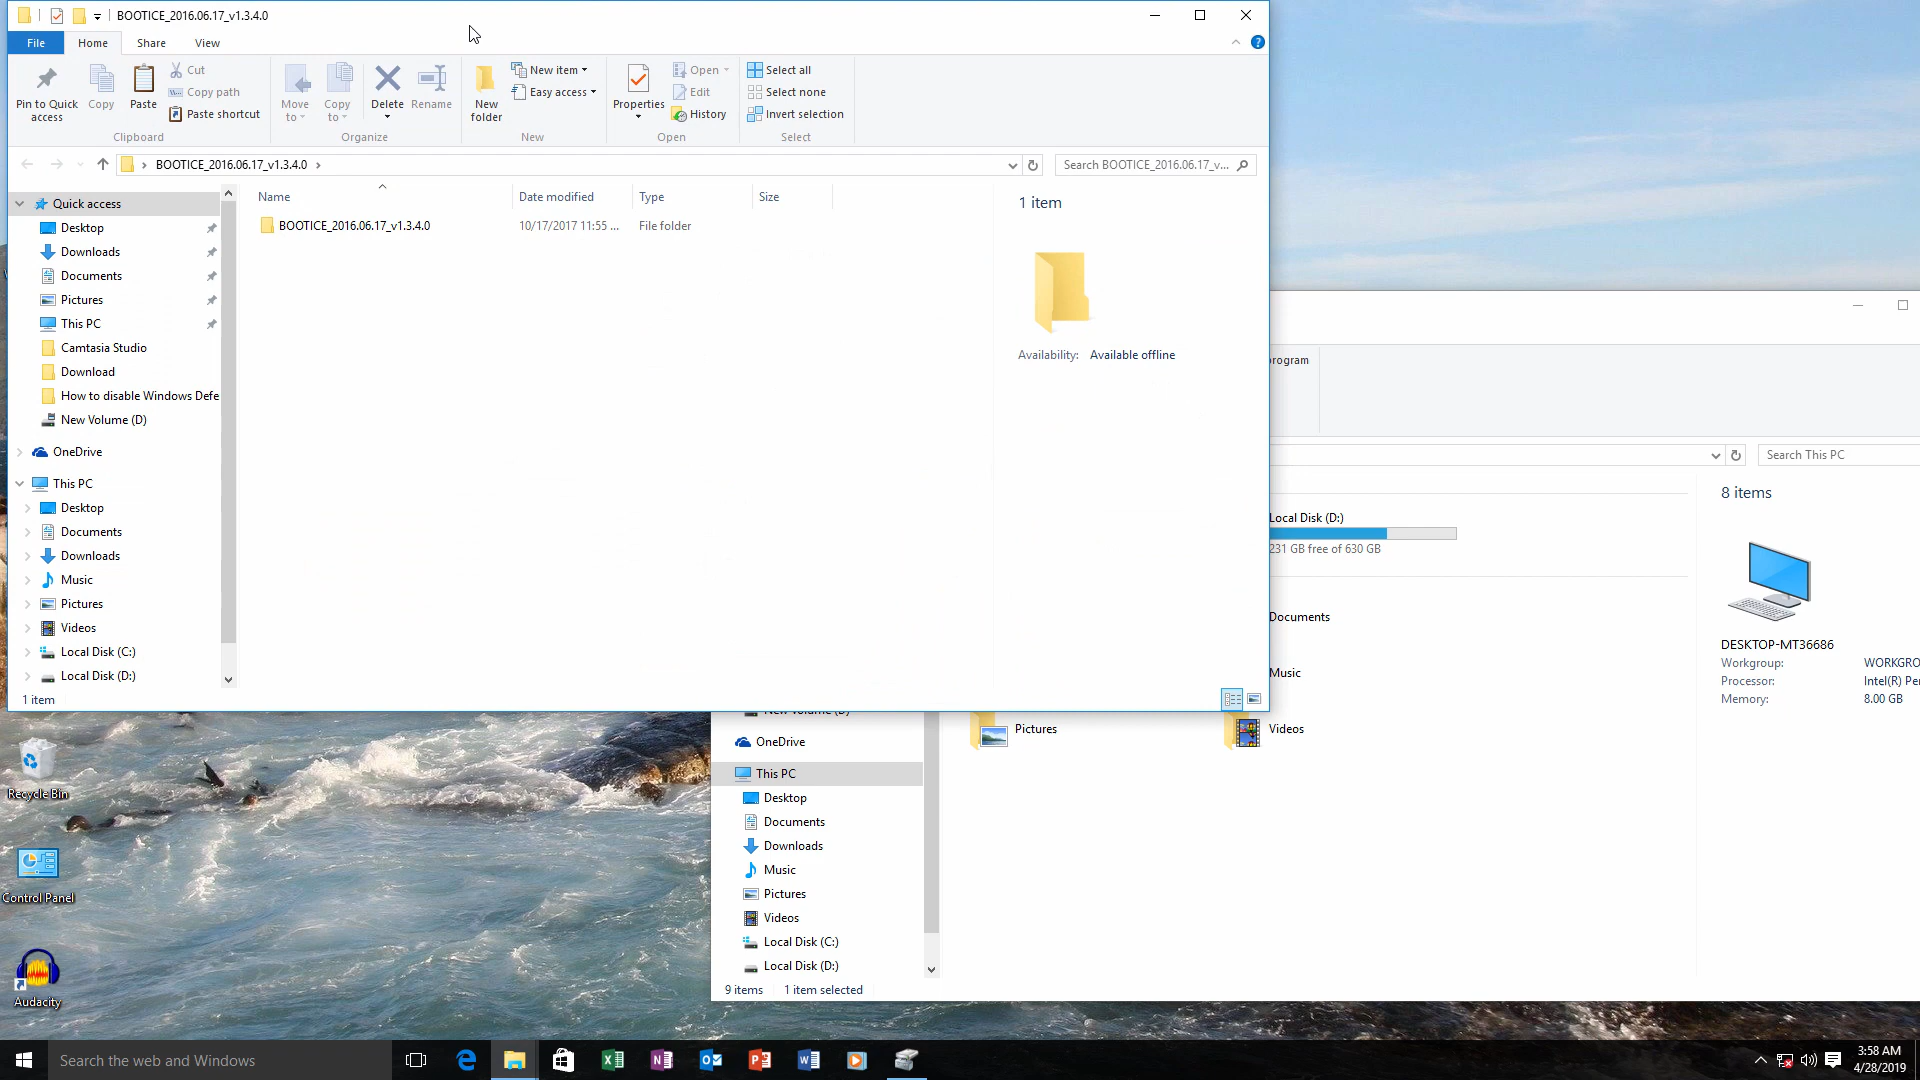 BOOTICE_2016.06.17_v1.3.4.0
File Home Share View
Pin to Quick access
Copy
Paste
Cut
Copy path
Paste shortcut
Clipboard
Move to
Copy to
Delete
Rename
Organize
New folder
New item
Easy access
New
Properties
Open
Edit
History
Open
Select all
Select none
Invert selection
Select
BOOTICE_2016.06.17_v1.3.4.0
Search BOOTICE_2016.06.17_v...
Name Date modified Type Size
BOOTICE_2016.06.17_v1.3.4.0 10/17/2017 11:55 ... File folder
1 item
Availability: Available offline
Quick access
Desktop
Downloads
Documents
Pictures
This PC
Camtasia Studio
Download
How to disable Windows Defe
New Volume (D)
OneDrive
This PC
Desktop
Documents
Downloads
Music
Pictures
Videos
Local Disk (C:)
Local Disk (D:)
1 item
rogram
Search This PC
Local Disk (D:)
231 GB free of 630 GB
Documents
Music
Pictures
Videos
8 items
DESKTOP-MT36686
Workgroup: WORKGRO
Processor: Intel(R) Pe
Memory: 8.00 GB
OneDrive
This PC
Desktop
Documents
Downloads
Music
Pictures
Videos
Local Disk (C:)
Local Disk (D:)
9 items 1 item selected
Recycle Bin
Control Panel
Audacity
Search the web and Windows
3:58 AM
4/28/2019